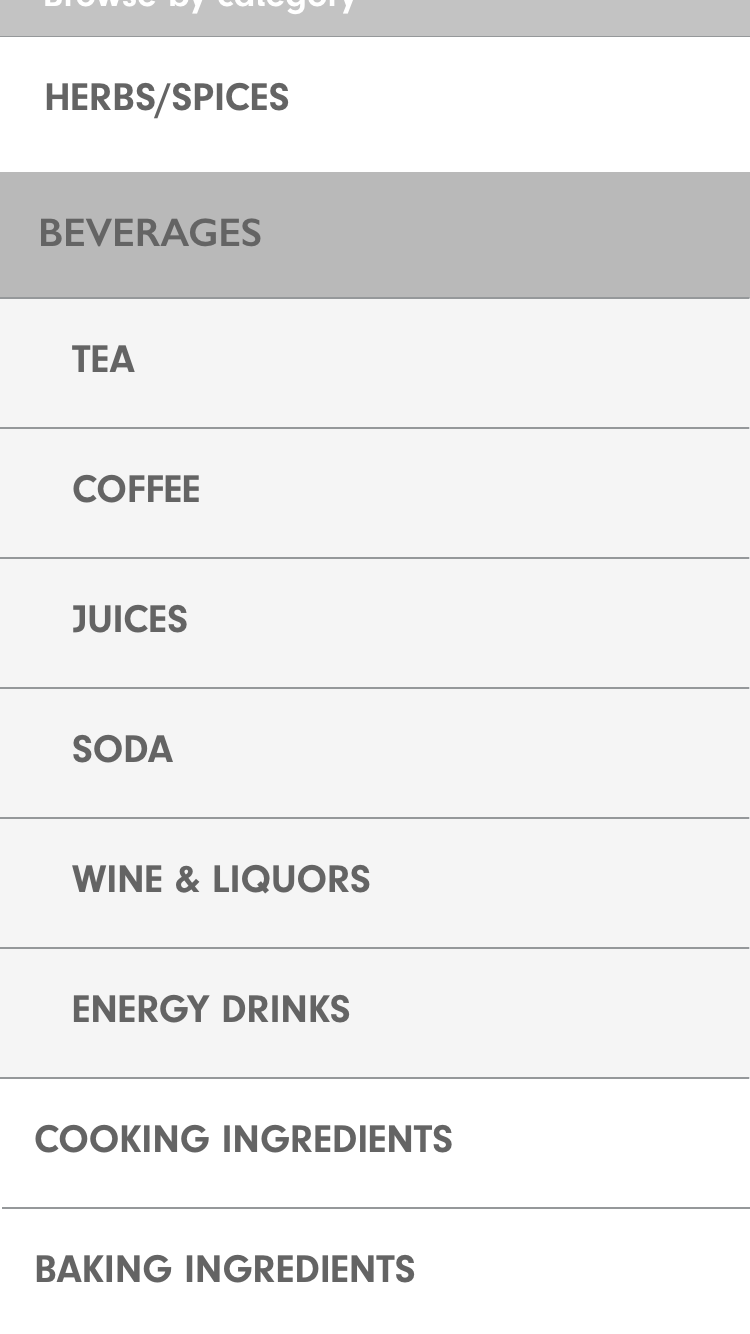 Browse by category
HERBS/SPICES
BEVERAGES
TEA
COFFEE
JUICES
SODA
WINE & LIQUORS
ENERGY DRINKS
COOKING INGREDIENTS
BAKING INGREDIENTS